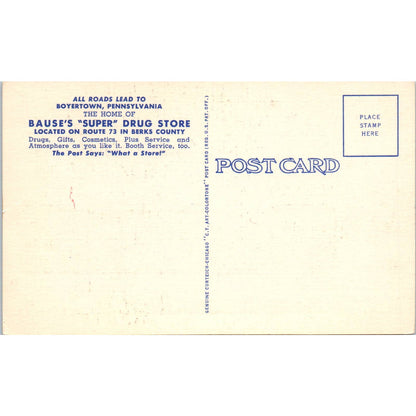 ALL ROADS LEAD TO
BOYERTOWN, PENNSYLVANIA
THE HOME OF
BAUSE'S "SUPER" DRUG STORE
LOCATED ON ROUTE 73 IN BERKS COUNTY
Drugs, Gifts, Cosmetics, Plus Service and
Atmosphere as you like it. Booth Service, too.
The Post Says: "What a Store!"
GENUINE CURTEICH-CHICAGO "C.T. ART-COLORTONE" POST CARD (REG. U.S. PAT. OFF.)
POST CARD
PLACE
STAMP
HERE